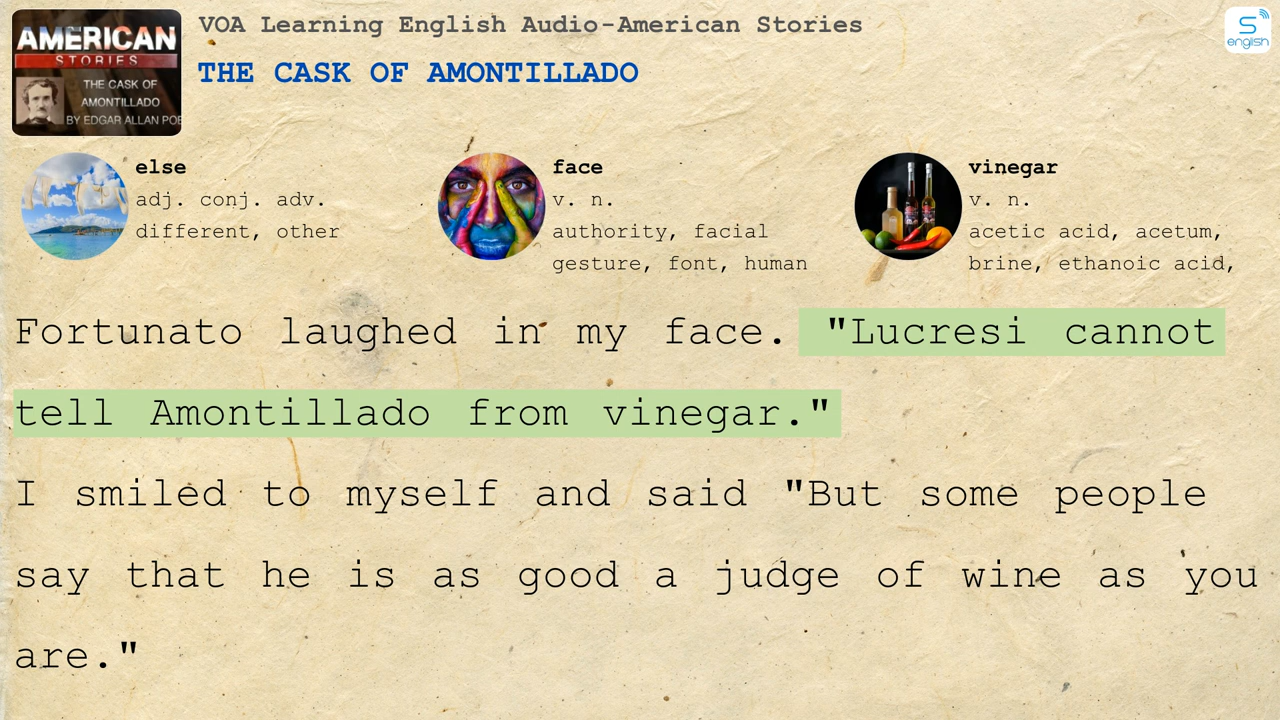 VOA Learning English Audio-American Stories
THE CASK OF AMONTILLADO
AMERICAN
STORIES
THE CASK OF
AMONTILLADO
BY EDGAR ALLAN POE
S
english
else
adj. conj. adv.
different, other
face
v. n.
authority, facial
gesture, font, human
vinegar
v. n.
acetic acid, acetum,
brine, ethanoic acid,
Fortunato laughed in my face. "Lucresi cannot
tell Amontillado from vinegar."
I smiled to myself and said "But some people
say that he is as good a judge of wine as you
are."